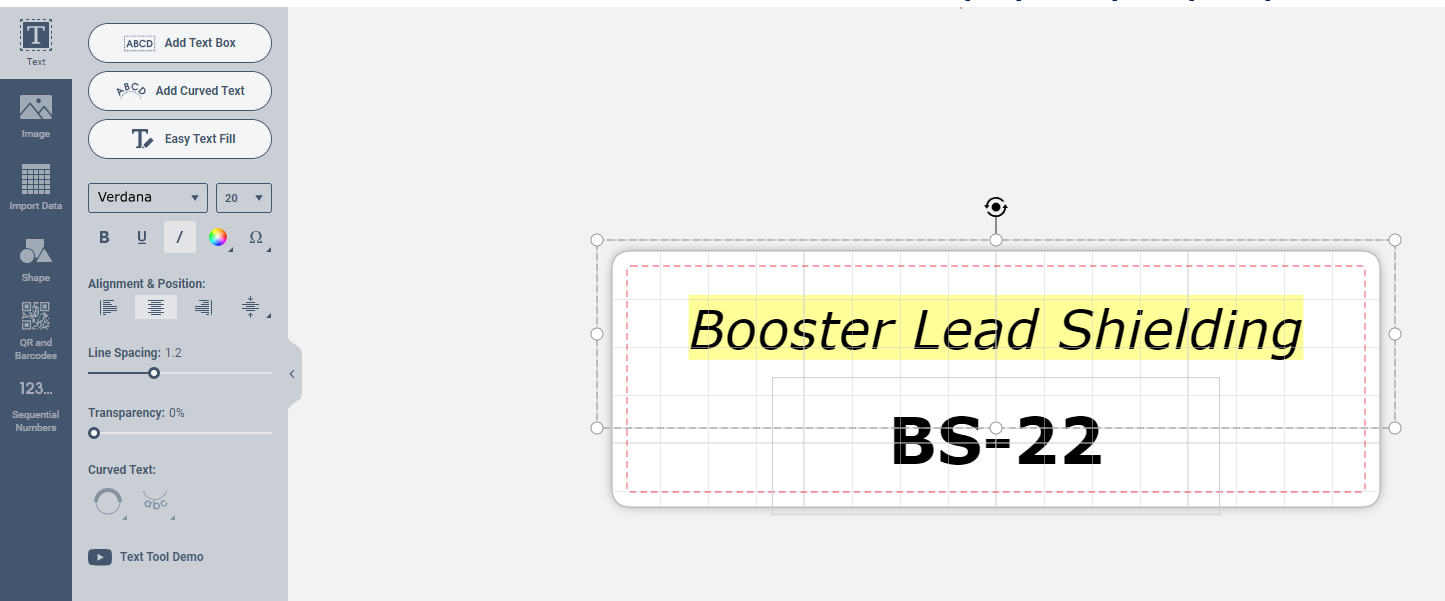 T
Text
Image
Import Data
Shape
QR and
Barcodes
123...
Sequential
Numbers
ABCD Add Text Box
ABCD Add Curved Text
T Easy Text Fill
Verdana 20
B U I Ω
Alignment & Position:
Line Spacing: 1.2
Transparency: 0%
Curved Text:
abc
Text Tool Demo
Booster Lead Shielding
BS-22